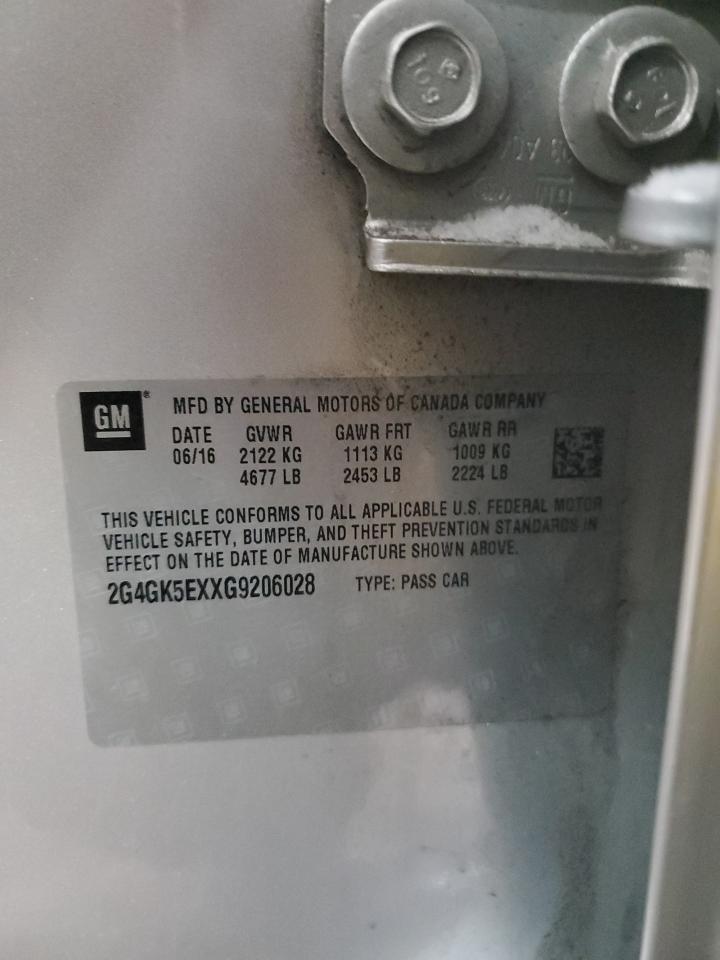 109
GM
MFD BY GENERAL MOTORS OF CANADA COMPANY
DATE GVWR GAWR FRT GAWR RR
06/16 2122 KG 1113 KG 1009 KG
4677 LB 2453 LB 2224 LB
THIS VEHICLE CONFORMS TO ALL APPLICABLE U.S. FEDERAL MOTOR
VEHICLE SAFETY, BUMPER, AND THEFT PREVENTION STANDARDS IN
EFFECT ON THE DATE OF MANUFACTURE SHOWN ABOVE.
2G4GK5EXXG9206028 TYPE: PASS CAR